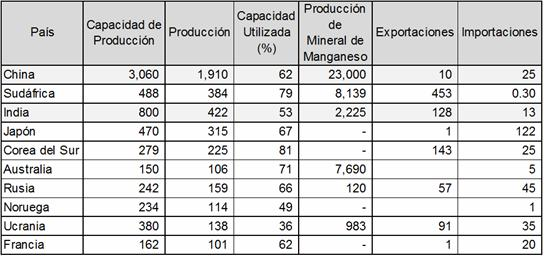 País Capacidad de Producción Producción Capacidad Utilizada (%) Producción de Mineral de Manganeso Exportaciones Importaciones
China 3,060 1,910 62 23,000 10 25
Sudáfrica 488 384 79 8,139 453 0.30
India 800 422 53 2,225 128 13
Japón 470 315 67 - 1 122
Corea del Sur 279 225 81 - 143 25
Australia 150 106 71 7,690 5
Rusia 242 159 66 120 57 45
Noruega 234 114 49 - 1
Ucrania 380 138 36 983 91 35
Francia 162 101 62 - 1 20